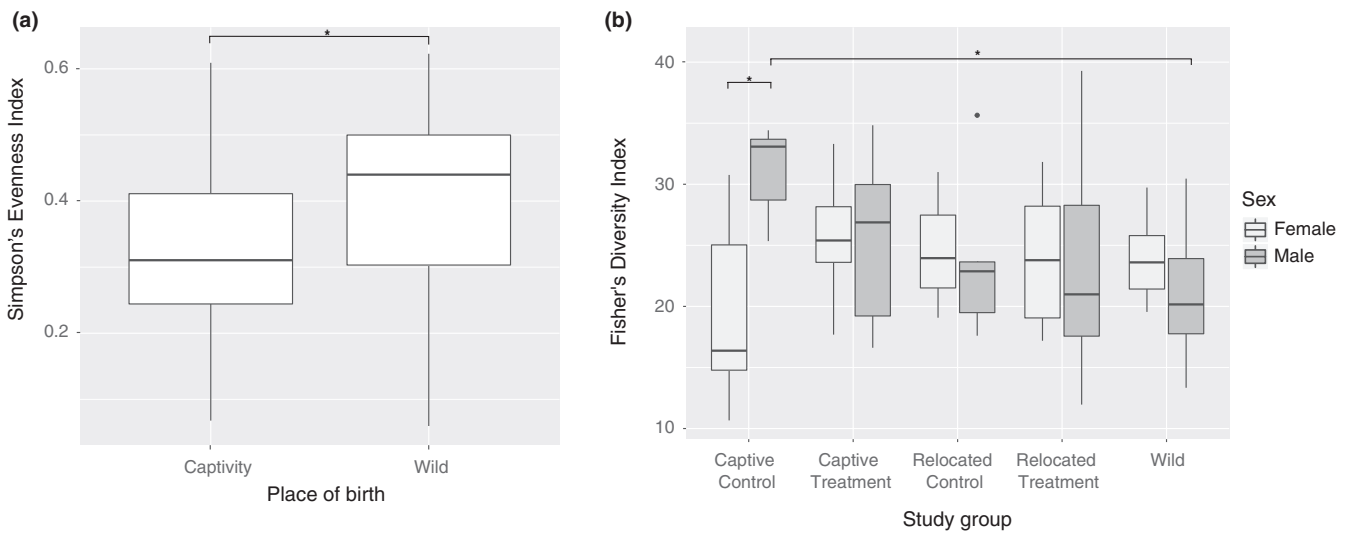 (a)
Simpson's Evenness Index
0.6
0.4
0.2
*
Captivity
Wild
Place of birth
(b)
Fisher's Diversity Index
40
30
20
10
*
*
Captive
Control
Captive
Treatment
Relocated
Control
Relocated
Treatment
Wild
Study group
Sex
Female
Male